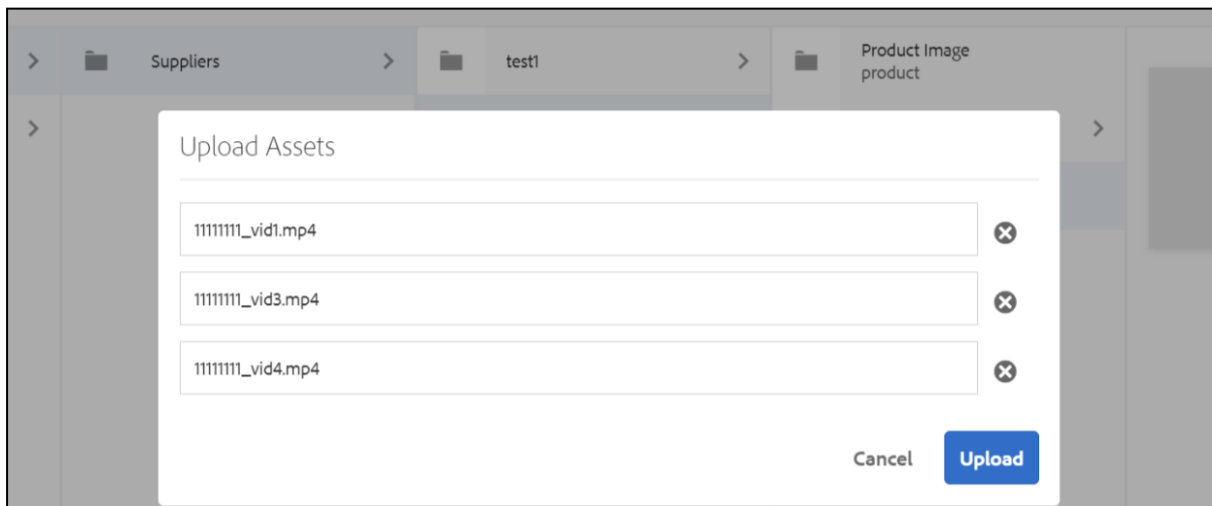 Suppliers
test1
Product Image
product
Upload Assets
11111111_vid1.mp4
11111111_vid3.mp4
11111111_vid4.mp4
Cancel
Upload